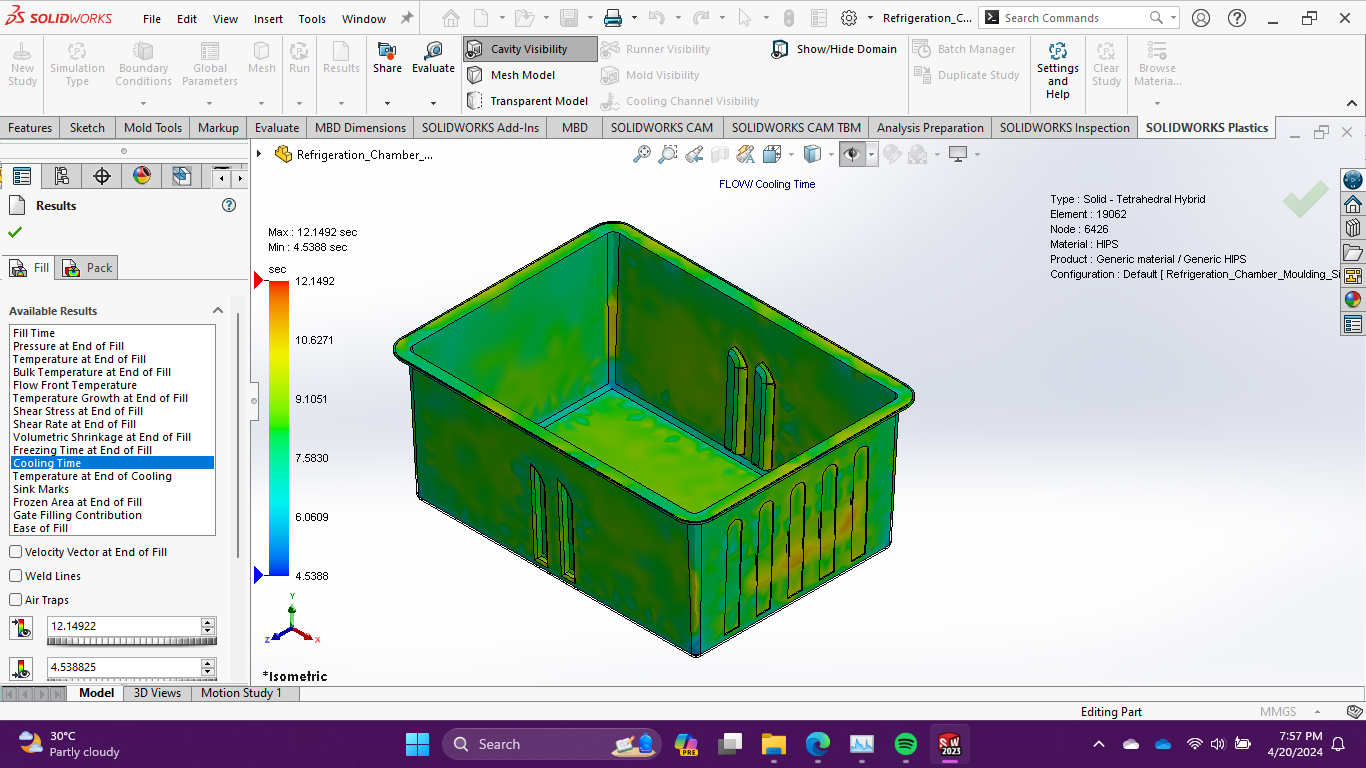 SOLIDWORKS File Edit View Insert Tools Window Refrigeration_C... Search Commands
New Study
Simulation Type
Boundary Conditions
Global Parameters
Mesh
Run
Results
Share
Evaluate
Cavity Visibility
Mesh Model
Transparent Model
Runner Visibility
Mold Visibility
Cooling Channel Visibility
Show/Hide Domain
Batch Manager
Duplicate Study
Settings and Help
Clear Study
Browse Materia...
Features Sketch Mold Tools Markup Evaluate MBD Dimensions SOLIDWORKS Add-Ins MBD SOLIDWORKS CAM SOLIDWORKS CAM TBM Analysis Preparation SOLIDWORKS Inspection SOLIDWORKS Plastics
Results
Fill Pack
Available Results
Fill Time
Pressure at End of Fill
Temperature at End of Fill
Bulk Temperature at End of Fill
Flow Front Temperature
Temperature Growth at End of Fill
Shear Stress at End of Fill
Shear Rate at End of Fill
Volumetric Shrinkage at End of Fill
Freezing Time at End of Fill
Cooling Time
Temperature at End of Cooling
Sink Marks
Frozen Area at End of Fill
Gate Filling Contribution
Ease of Fill
Velocity Vector at End of Fill
Weld Lines
Air Traps
12.14922
4.538825
Refrigeration_Chamber_...
FLOW/ Cooling Time
Max : 12.1492 sec
Min : 4.5388 sec
sec
12.1492
10.6271
9.1051
7.5830
6.0609
4.5388
Y
Z X
*Isometric
Type : Solid - Tetrahedral Hybrid
Element : 19062
Node : 6426
Material : HIPS
Product : Generic material / Generic HIPS
Configuration : Default [ Refrigeration_Chamber_Moulding_Si
Model 3D Views Motion Study 1
Editing Part MMGS
30°C
Partly cloudy
Search
PRE
SW
2023
7:57 PM
4/20/2024